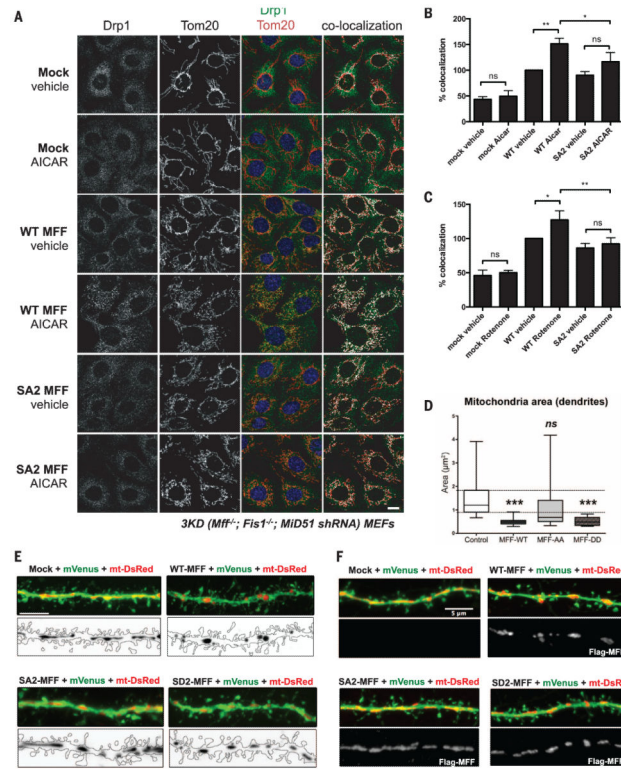 A
Drp1
Tom20
Drp1
Tom20
co-localization
Mock
vehicle
Mock
AICAR
WT MFF
vehicle
WT MFF
AICAR
SA2 MFF
vehicle
SA2 MFF
AICAR
3KD (Mff-/-; Fis1-/-; MiD51 shRNA) MEFs
B
% colocalization
200
150
100
50
0
ns
**
*
ns
mock vehicle
mock Aicar
WT vehicle
WT Aicar
SA2 vehicle
SA2 AICAR
C
% colocalization
150
100
50
0
ns
*
**
ns
mock vehicle
mock Rotenone
WT vehicle
WT Rotenone
SA2 vehicle
SA2 Rotenone
D
Mitochondria area (dendrites)
Area (µm²)
5
4
3
2
1
0
***
ns
***
Control
MFF-WT
MFF-AA
MFF-DD
E
Mock + mVenus + mt-DsRed
WT-MFF + mVenus + mt-DsRed
SA2-MFF + mVenus + mt-DsRed
SD2-MFF + mVenus + mt-DsRed
F
Mock + mVenus + mt-DsRed
5 µm
WT-MFF + mVenus + mt-DsRed
Flag-MFF
SA2-MFF + mVenus + mt-DsRed
Flag-MFF
SD2-MFF + mVenus + mt-DsRe
Flag-MFF